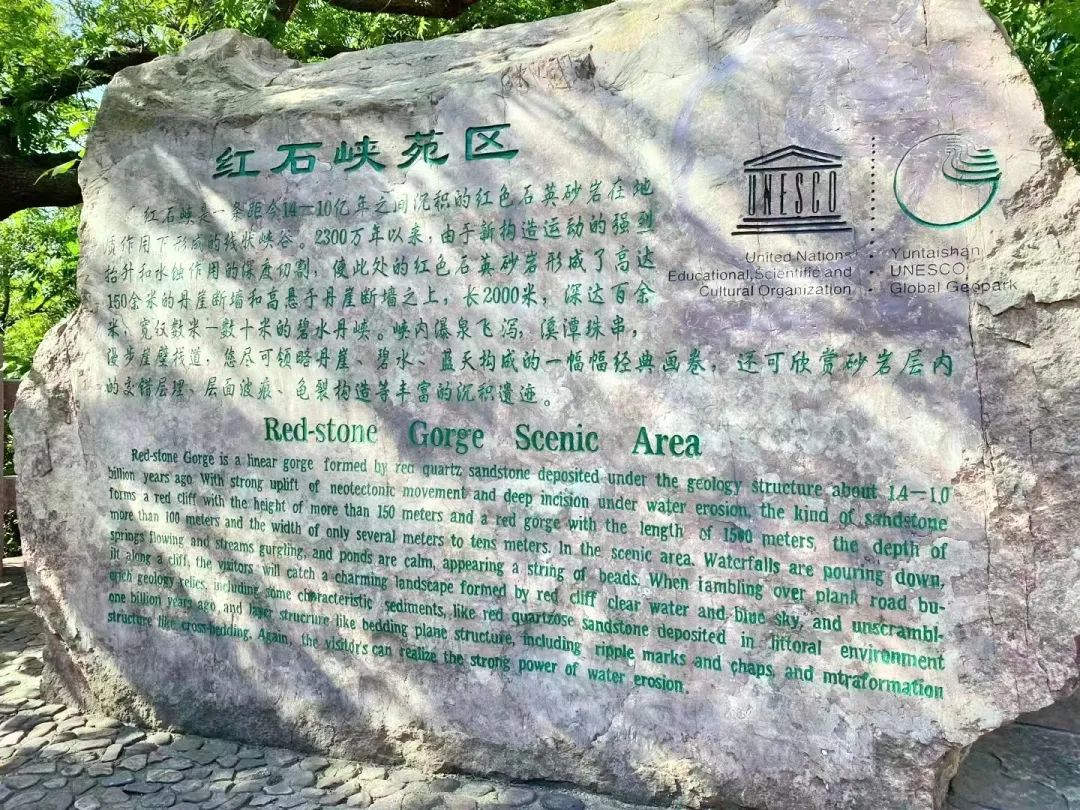 红石峡苑区
红石峡是一条距今14—10亿年之间沉积的红色石英砂岩在地
质作用下形成的线状峡谷。2300万年以来,由于新构造运动的强烈
抬升和水蚀作用的深度切割,使此处的红色石英砂岩形成了高达
150余米的丹崖断墙和高悬于丹崖断墙之上,长2000米,深达百余
米,宽仅数米—数十米的碧水丹峡。峡内瀑泉飞泻,溪潭珠串,
漫步崖壁栈道,您尽可领略丹崖、碧水、蓝天构成的一幅幅经典画卷,还可欣赏砂岩层内
的交错层理、层面波痕、龟裂构造等丰富的沉积遗迹。
UNESCO
United Nations
Educational, Scientific and
Cultural Organization
Yuntaishan
UNESCO
Global Geopark
Red-stone Gorge Scenic Area
Red-stone Gorge is a linear gorge formed by red quartz sandstone deposited under the geology structure about 1.4—1.0
billion years ago. With strong uplift of neotectonic movement and deep incision under water erosion, the kind of sandstone
forms a red cliff with the height of more than 150 meters and a red gorge with the length of 1500 meters, the depth of
more than 100 meters and the width of only several meters to tens meters. In the scenic area. Waterfalls are pouring down,
springs flowing and streams gurgling, and ponds are calm, appearing a string of beads. When rambling over plank road bu-
ilt along a cliff, the visitors will catch a charming landscape formed by red cliff clear water and blue sky, and unscrambl-
erich geology relics, including some characteristic sediments, like red quartzose sandstone deposited in littoral environment
one billion years ago, and layer strucrure like bedding plane structure, including ripple marks and chaps, and mtraformation
structure like cross-bedding. Again, the visitor's can realize the strong power of water erosion.